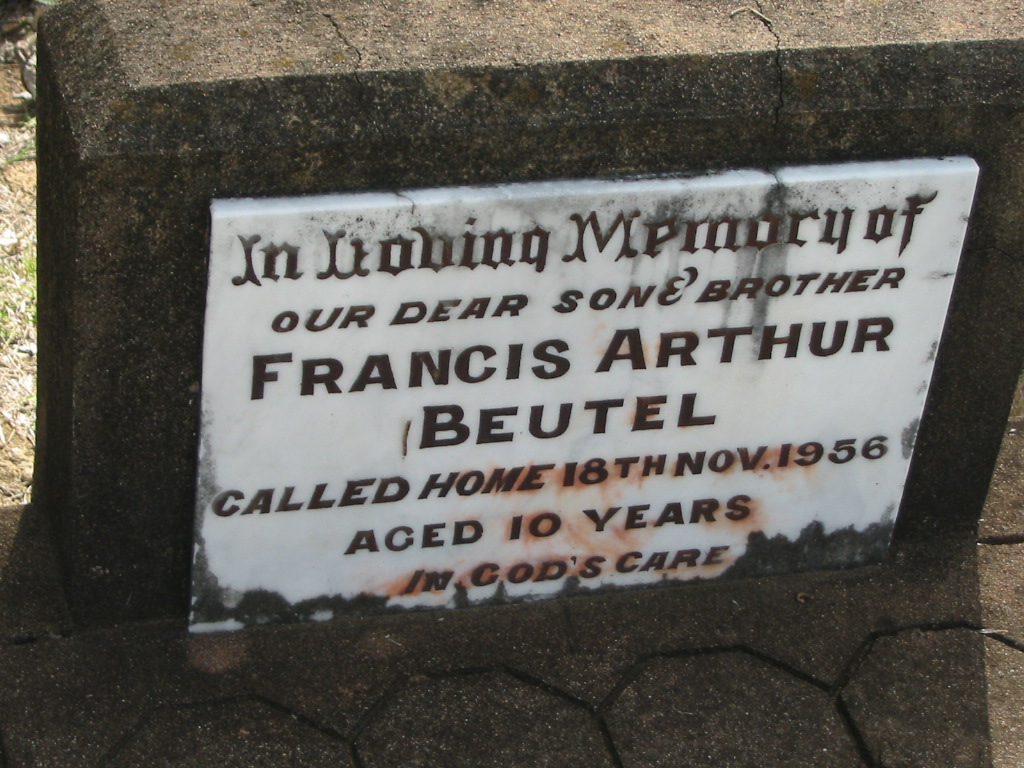 In Loving Memory of
OUR DEAR SON & BROTHER
FRANCIS ARTHUR
BEUTEL
CALLED HOME 18TH NOV. 1956
AGED 10 YEARS
IN GOD'S CARE